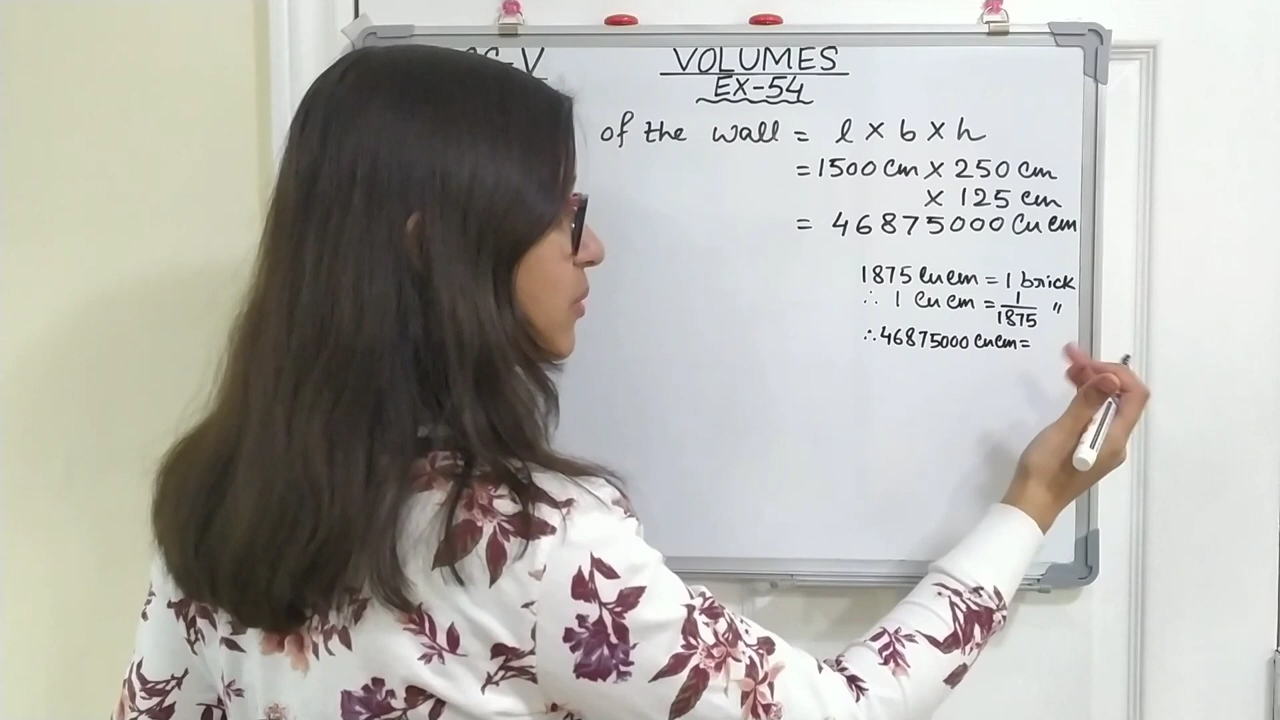 V VOLUMES
EX-54
of the wall = l × b × h
= 1500 cm × 250 cm
× 125 cm
= 46875000 cu cm
1875 cu cm = 1 brick
∴ 1 cu cm = 1/1875 "
∴ 46875000 cu cm =